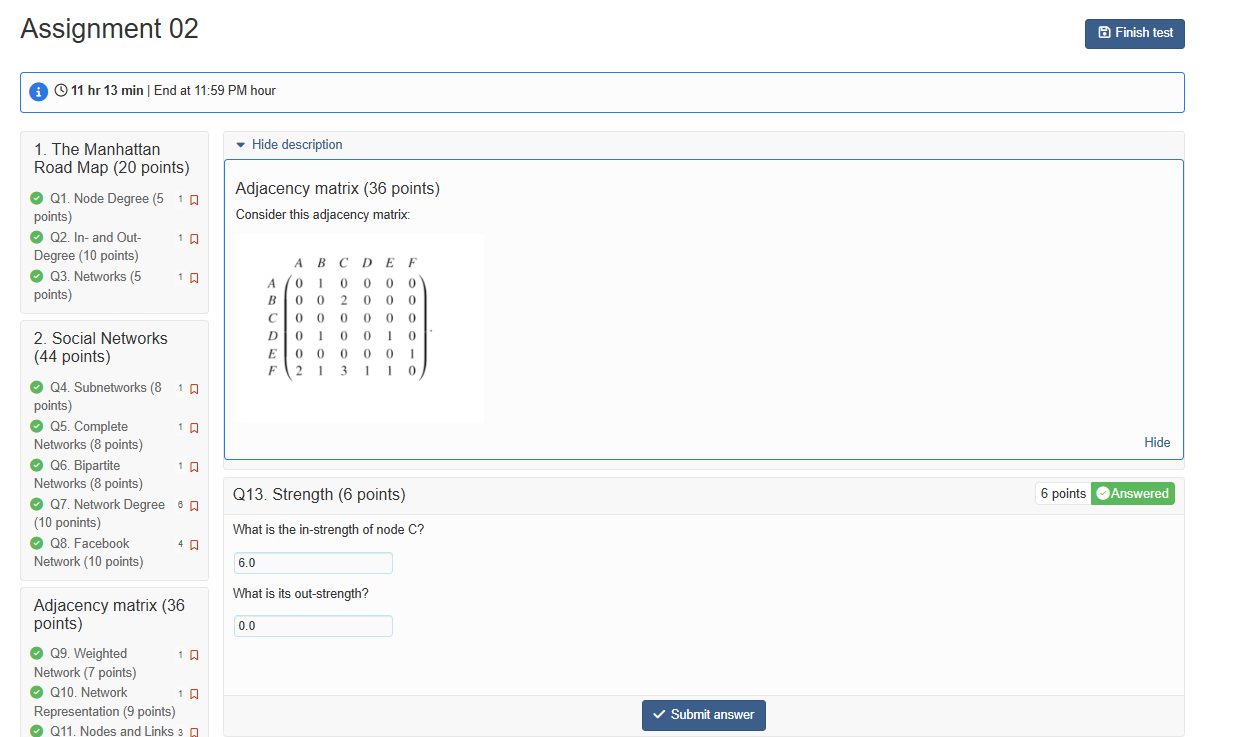 Assignment 02
Finish test
11 hr 13 min | End at 11:59 PM hour
1. The Manhattan
Road Map (20 points)
Q1. Node Degree (5 1
points)
Q2. In- and Out- 1
Degree (10 points)
Q3. Networks (5 1
points)
2. Social Networks
(44 points)
Q4. Subnetworks (8 1
points)
Q5. Complete 1
Networks (8 points)
Q6. Bipartite 1
Networks (8 points)
Q7. Network Degree 6
(10 ponints)
Q8. Facebook 4
Network (10 points)
Adjacency matrix (36
points)
Q9. Weighted 1
Network (7 points)
Q10. Network 1
Representation (9 points)
Q11. Nodes and Links 3
Hide description
Adjacency matrix (36 points)
Consider this adjacency matrix:
A B C D E F
A 0 1 0 0 0 0
B 0 0 2 0 0 0
C 0 0 0 0 0 0
D 0 1 0 0 1 0
E 0 0 0 0 0 1
F 2 1 3 1 1 0
.
Hide
Q13. Strength (6 points)
6 points Answered
What is the in-strength of node C?
6.0
What is its out-strength?
0.0
Submit answer